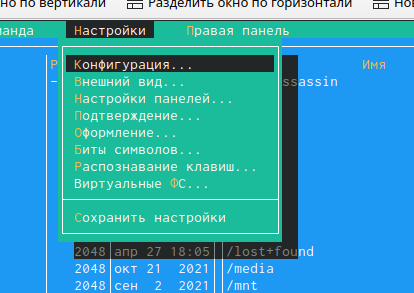 но по вертикали Разделить окно по горизонтали Нов
анда Настройки Правая панель
Имя
Конфигурация...
Внешний вид... assassin
Настройки панелей...
Подтверждение...
Оформление...
Биты символов...
Распознавание клавиш...
Виртуальные ФС...
Сохранить настройки
2048 апр 27 18:05 /lost+found
2048 окт 21 2021 /media
2048 сен 2 2021 /mnt